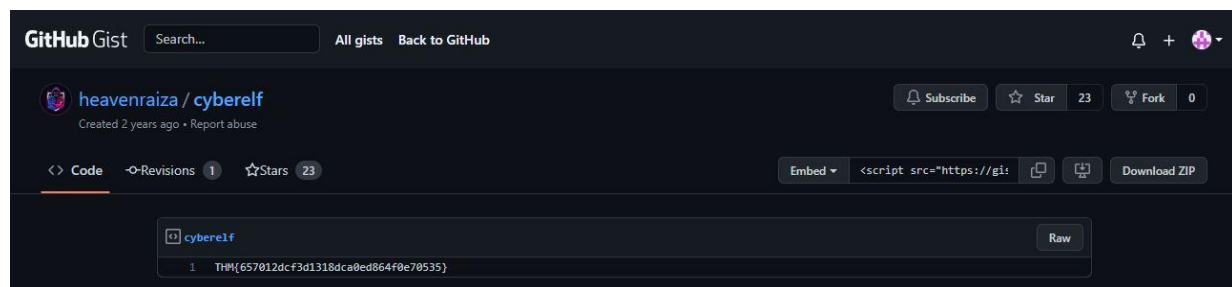 GitHub Gist Search... All gists Back to GitHub
heavenraiza / cyberelf
Subscribe Star 23 Fork 0
Created 2 years ago • Report abuse
Code Revisions 1 Stars 23
Embed <script src="https://gis Download ZIP
cyberelf
Raw
1 THM{657012dcf3d1318dca0ed864f0e70535}